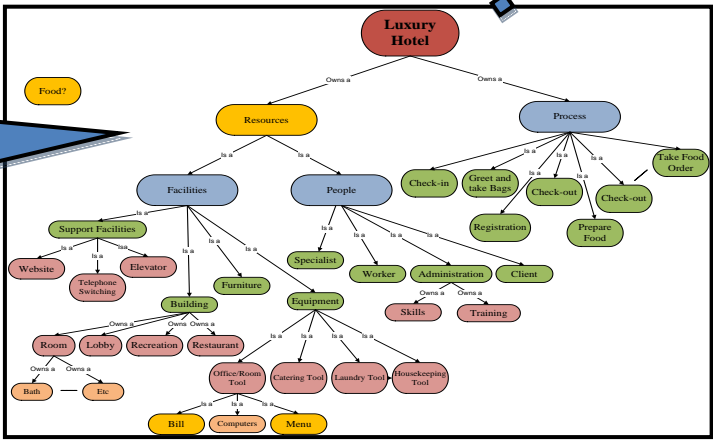 Luxury
Hotel
Owns a
Owns a
Food?
Resources
Process
Is a
Is a
Is a
Is a
Is a
Is a
Is a
Is a
Take Food
Order
Check-in
Greet and
take Bags
Check-out
Check-out
Facilities
People
Registration
Prepare
Food
Is a
Is a
Is a
Is a
Is a
Is a
Is a
Is a
Support Facilities
Specialist
Worker
Administration
Client
Is a
Is a
Isa
Website
Telephone
Switching
Elevator
Furniture
Owns a
Owns a
Building
Equipment
Skills
Training
Owns a
Owns
Owns a
Is a
Is a
Is a
Is a
Room
Lobby
Recreation
Restaurant
Owns a
Owns a
Office/Room
Tool
Catering Tool
Laundry Tool
Housekeeping
Tool
Bath
Etc
Is a
Is a
Is a
Bill
Computers
Menu